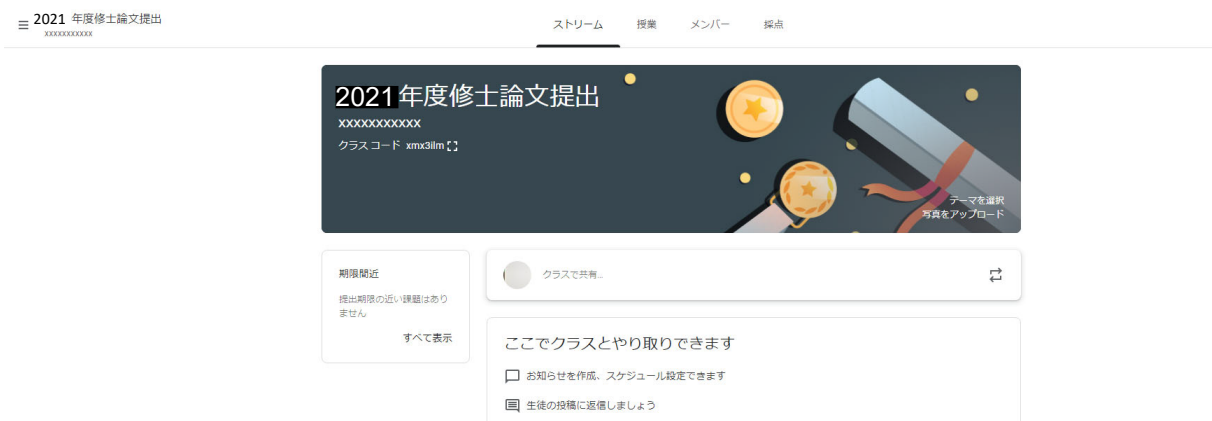 2021 年度修士論文提出
xxxxxxxxxxx
ストリーム 授業 メンバー 採点
2021年度修士論文提出
xxxxxxxxxxx
クラス コード xmx3ilm
テーマを選択
写真をアップロード
期限間近
提出期限の近い課題はあり
ません
すべて表示
クラスで共有...
ここでクラスとやり取りできます
お知らせを作成、スケジュール設定できます
生徒の投稿に返信しましょう